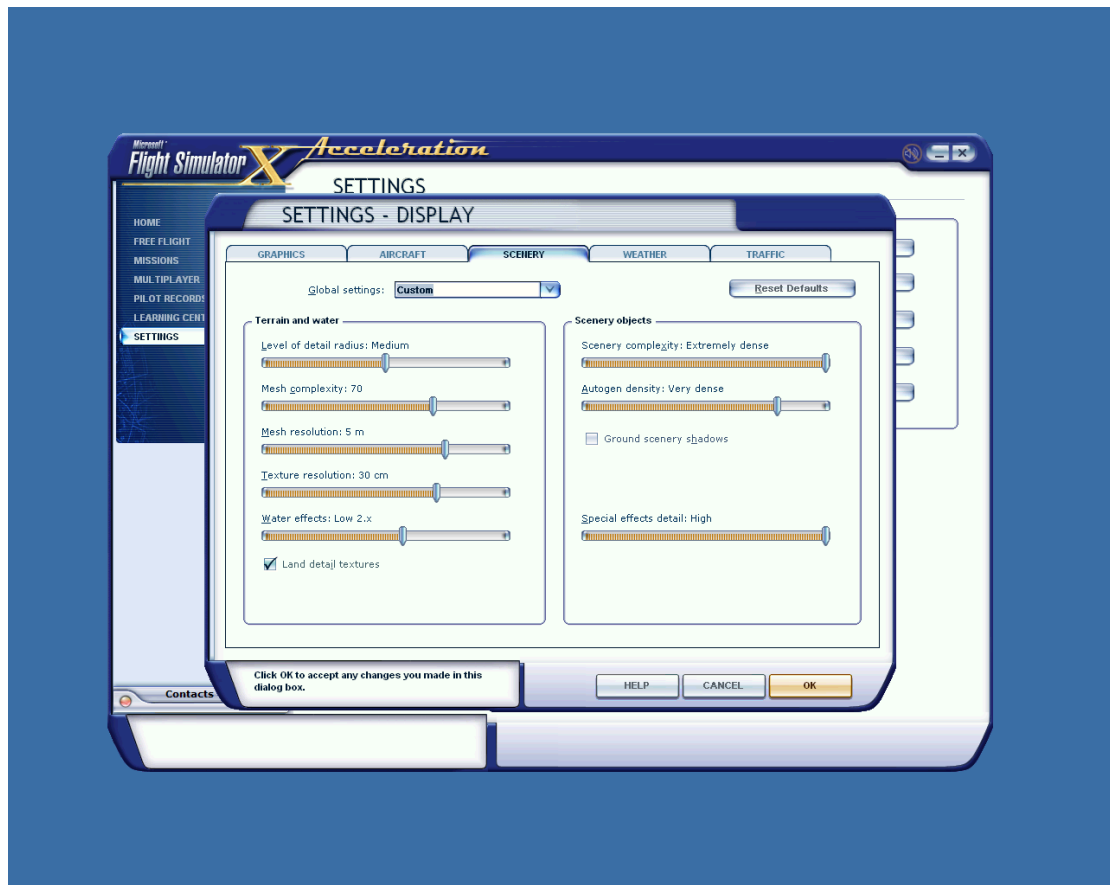 Microsoft
Flight Simulator X Acceleration
SETTINGS
SETTINGS - DISPLAY
HOME
FREE FLIGHT
MISSIONS
MULTIPLAYER
PILOT RECORDS
LEARNING CENT
SETTINGS
GRAPHICS AIRCRAFT SCENERY WEATHER TRAFFIC
Global settings: Custom
Reset Defaults
Terrain and water
Level of detail radius: Medium
Mesh complexity: 70
Mesh resolution: 5 m
Texture resolution: 30 cm
Water effects: Low 2.x
Land detail textures
Scenery objects
Scenery complexity: Extremely dense
Autogen density: Very dense
Ground scenery shadows
Special effects detail: High
Click OK to accept any changes you made in this
dialog box.
HELP CANCEL OK
Contacts